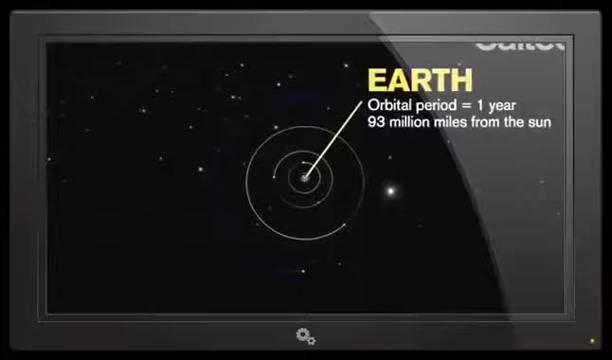 EARTH
Orbital period = 1 year
93 million miles from the sun